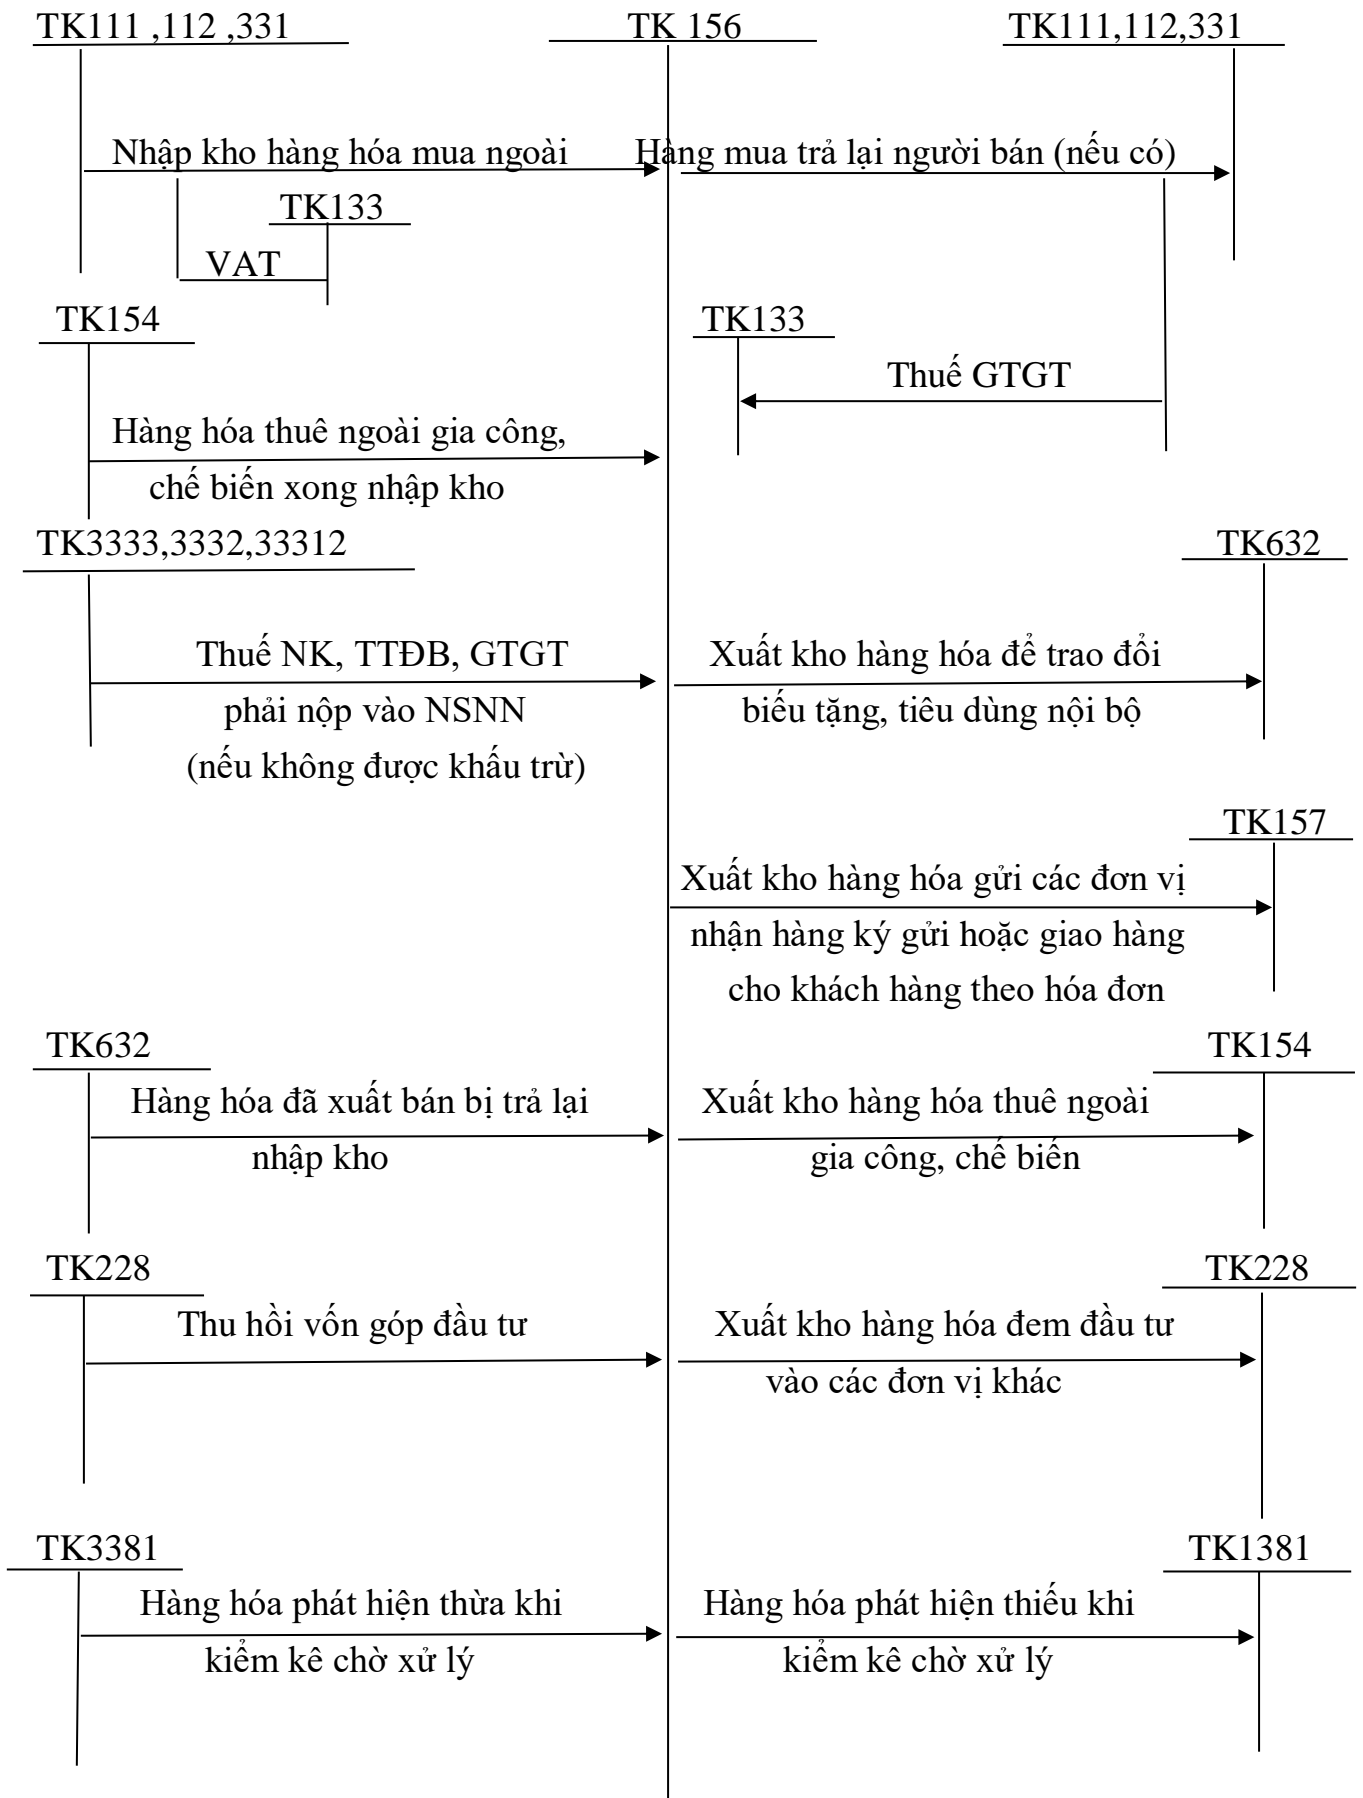 TK111 ,112 ,331 TK 156 TK111,112,331
Nhập kho hàng hóa mua ngoài Hàng mua trả lại người bán (nếu có)
TK133
VAT
TK154 TK133
Thuế GTGT
Hàng hóa thuê ngoài gia công,
chế biến xong nhập kho
TK3333,3332,33312 TK632
Thuế NK, TTĐB, GTGT Xuất kho hàng hóa để trao đổi
phải nộp vào NSNN biếu tặng, tiêu dùng nội bộ
(nếu không được khấu trừ)
TK157
Xuất kho hàng hóa gửi các đơn vị
nhận hàng ký gửi hoặc giao hàng
cho khách hàng theo hóa đơn
TK632 TK154
Hàng hóa đã xuất bán bị trả lại Xuất kho hàng hóa thuê ngoài
nhập kho gia công, chế biến
TK228 TK228
Thu hồi vốn góp đầu tư Xuất kho hàng hóa đem đầu tư
vào các đơn vị khác
TK3381 TK1381
Hàng hóa phát hiện thừa khi Hàng hóa phát hiện thiếu khi
kiểm kê chờ xử lý kiểm kê chờ xử lý